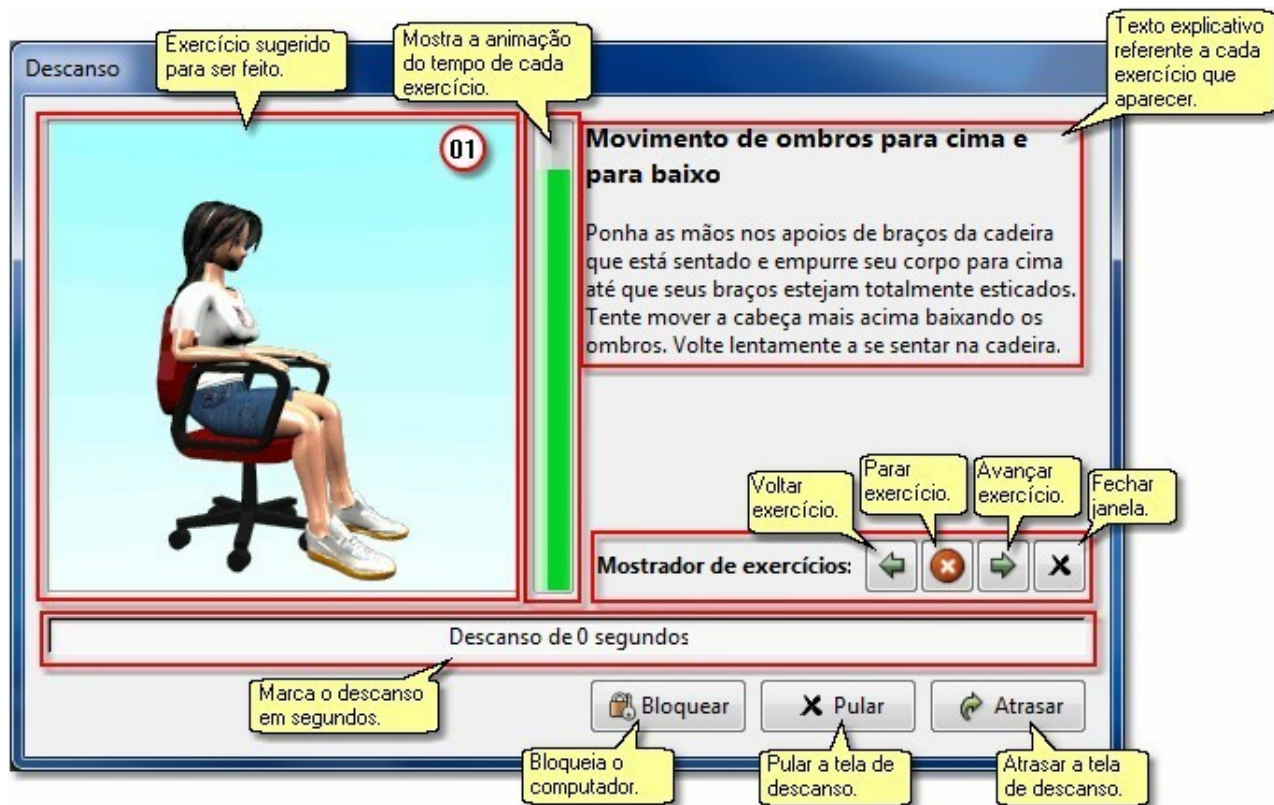 Exercício sugerido
para ser feito.
Mostra a animação
do tempo de cada
exercício.
Texto explicativo
referente a cada
exercício que
aparecer.
Descanso
01
Movimento de ombros para cima e
para baixo
Ponha as mãos nos apoios de braços da cadeira
que está sentado e empurre seu corpo para cima
até que seus braços estejam totalmente esticados.
Tente mover a cabeça mais acima baixando os
ombros. Volte lentamente a se sentar na cadeira.
Voltar
exercício.
Parar
exercício.
Avançar
exercício.
Fechar
janela.
Mostrador de exercícios:
Descanso de 0 segundos
Marca o descanso
em segundos.
Bloquear
Pular
Atrasar
Bloqueia o
computador.
Pular a tela de
descanso.
Atrasar a tela
de descanso.